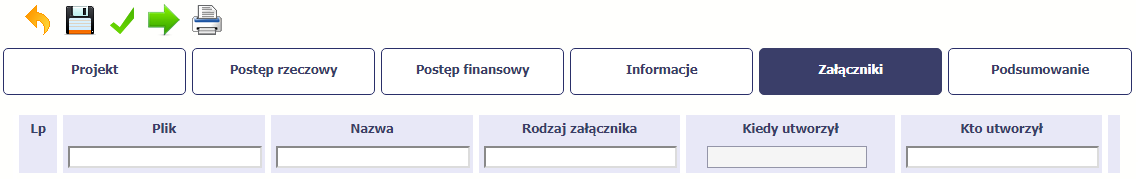 Projekt Postęp rzeczowy Postęp finansowy Informacje Załączniki Podsumowanie
Lp Plik Nazwa Rodzaj załącznika Kiedy utworzył Kto utworzył